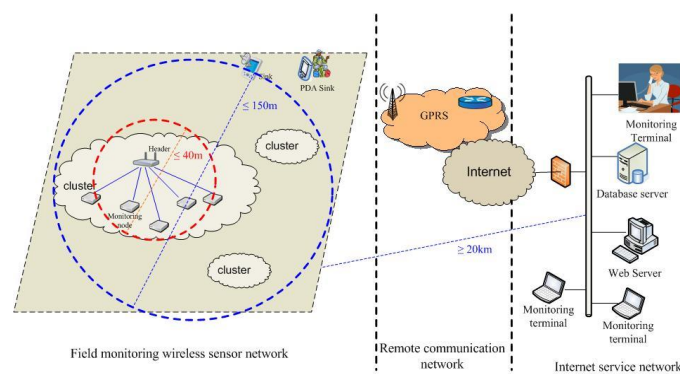 Sink
PDA Sink
≤ 150m
Header
≤ 40m
cluster
cluster
Monitoring
node
cluster
Field monitoring wireless sensor network
GPRS
Internet
≥ 20km
Remote communication
network
Monitoring
Terminal
Database server
Web Server
Monitoring
terminal
Monitoring
terminal
Internet service network